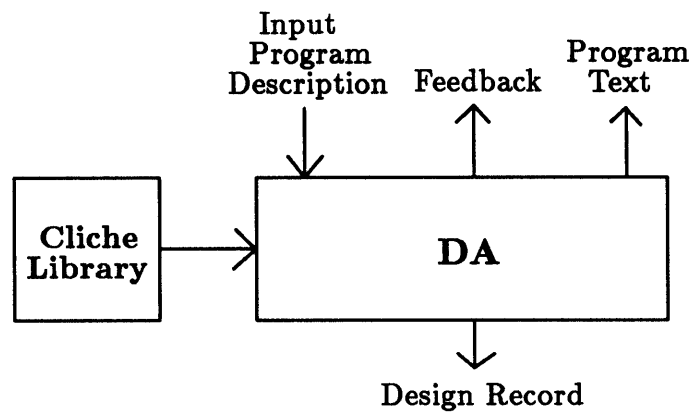 Input
Program
Description
Feedback
Program
Text
Cliche
Library
DA
Design Record